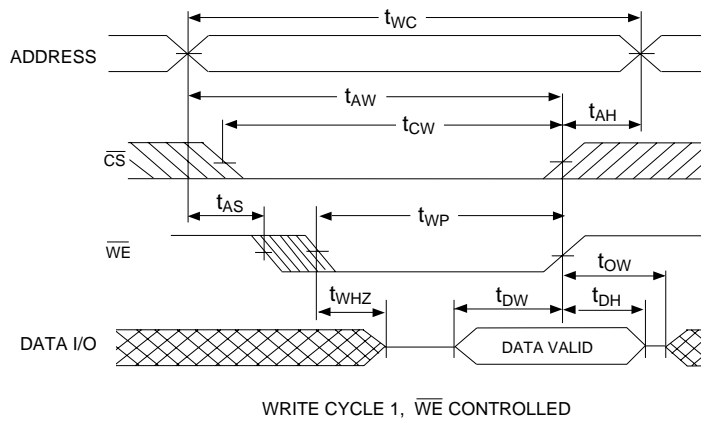 tWC
ADDRESS
tAW
tCW
tAH
CS
tAS
tWP
WE
tOW
tWHZ
tDW
tDH
DATA I/O
DATA VALID
WRITE CYCLE 1, WE CONTROLLED